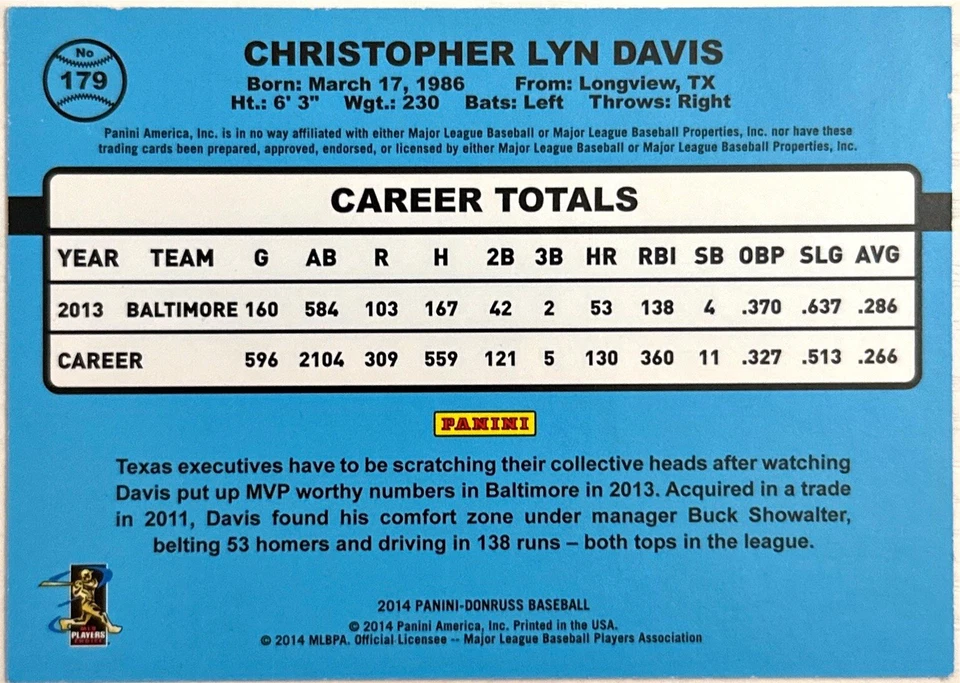 No
179
CHRISTOPHER LYN DAVIS
Born: March 17, 1986 From: Longview, TX
Ht.: 6' 3" Wgt.: 230 Bats: Left Throws: Right
Panini America, Inc. is in no way affiliated with either Major League Baseball or Major League Baseball Properties, Inc. nor have these
trading cards been prepared, approved, endorsed, or licensed by either Major League Baseball or Major League Baseball Properties, Inc.
CAREER TOTALS
YEAR TEAM G AB R H 2B 3B HR RBI SB OBP SLG AVG
2013 BALTIMORE 160 584 103 167 42 2 53 138 4 .370 .637 .286
CAREER 596 2104 309 559 121 5 130 360 11 .327 .513 .266
PANINI
Texas executives have to be scratching their collective heads after watching
Davis put up MVP worthy numbers in Baltimore in 2013. Acquired in a trade
in 2011, Davis found his comfort zone under manager Buck Showalter,
belting 53 homers and driving in 138 runs – both tops in the league.
MLB
PLAYERS
CHOICE
2014 PANINI-DONRUSS BASEBALL
© 2014 Panini America, Inc. Printed in the USA.
© 2014 MLBPA. Official Licensee -- Major League Baseball Players Association